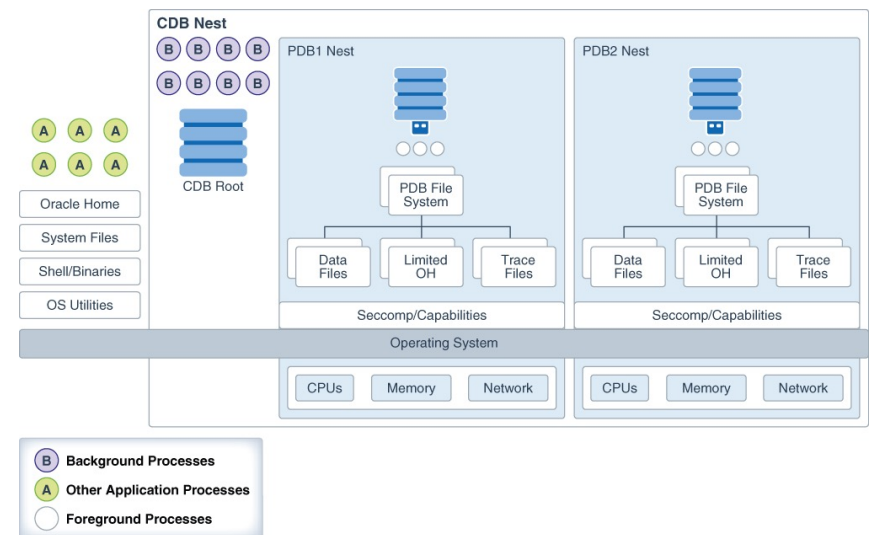 CDB Nest
B B B B
B B B B
CDB Root
A A A
A A A
Oracle Home
System Files
Shell/Binaries
OS Utilities
PDB1 Nest
PDB File
System
Data
Files
Limited
OH
Trace
Files
Seccomp/Capabilities
PDB2 Nest
PDB File
System
Data
Files
Limited
OH
Trace
Files
Seccomp/Capabilities
Operating System
CPUs Memory Network
CPUs Memory Network
B Background Processes
A Other Application Processes
Foreground Processes